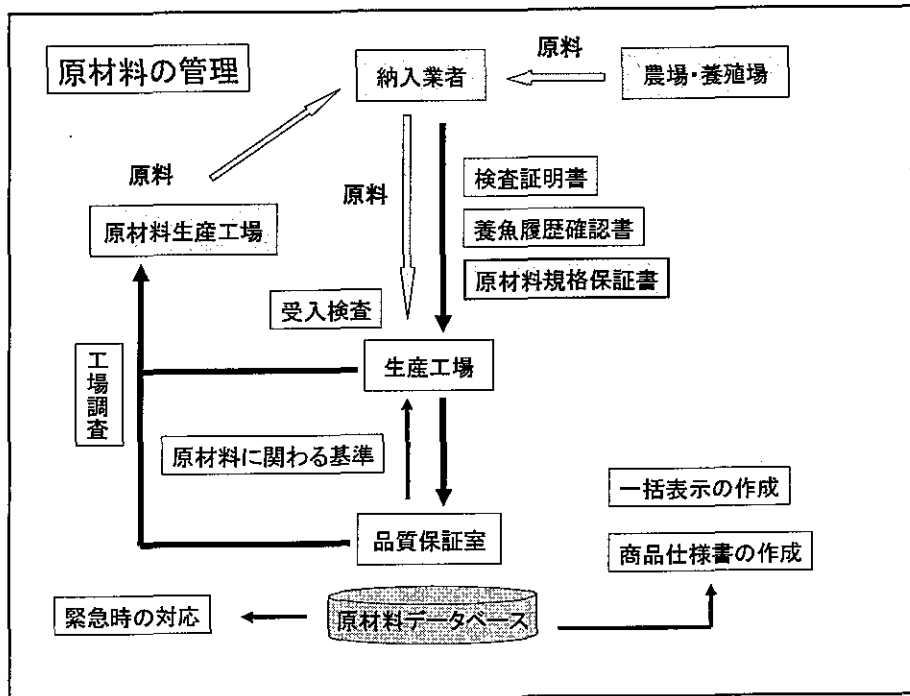 原材料の管理
納入業者
原料
農場・養殖場
原料
原料
検査証明書
養魚履歴確認書
原材料規格保証書
原材料生産工場
受入検査
生産工場
工場調査
原材料に関わる基準
品質保証室
一括表示の作成
商品仕様書の作成
緊急時の対応
原材料データベース